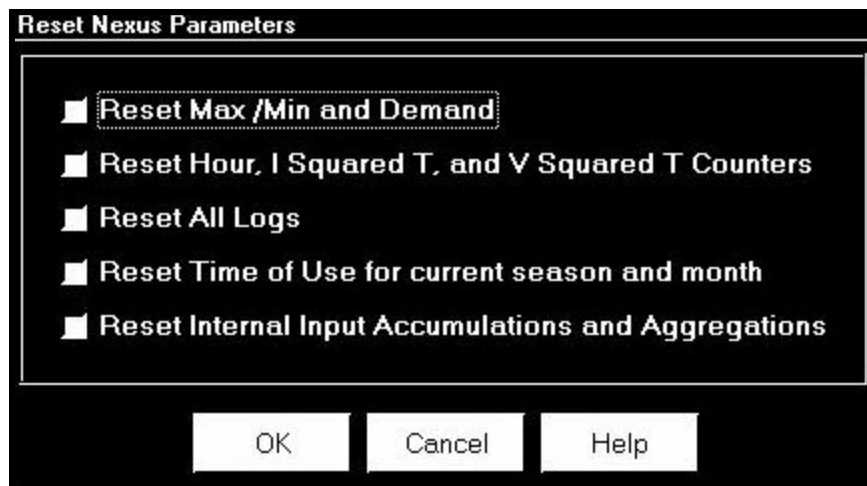 Reset Nexus Parameters
Reset Max /Min and Demand
Reset Hour, I Squared T, and V Squared T Counters
Reset All Logs
Reset Time of Use for current season and month
Reset Internal Input Accumulations and Aggregations
OK Cancel Help